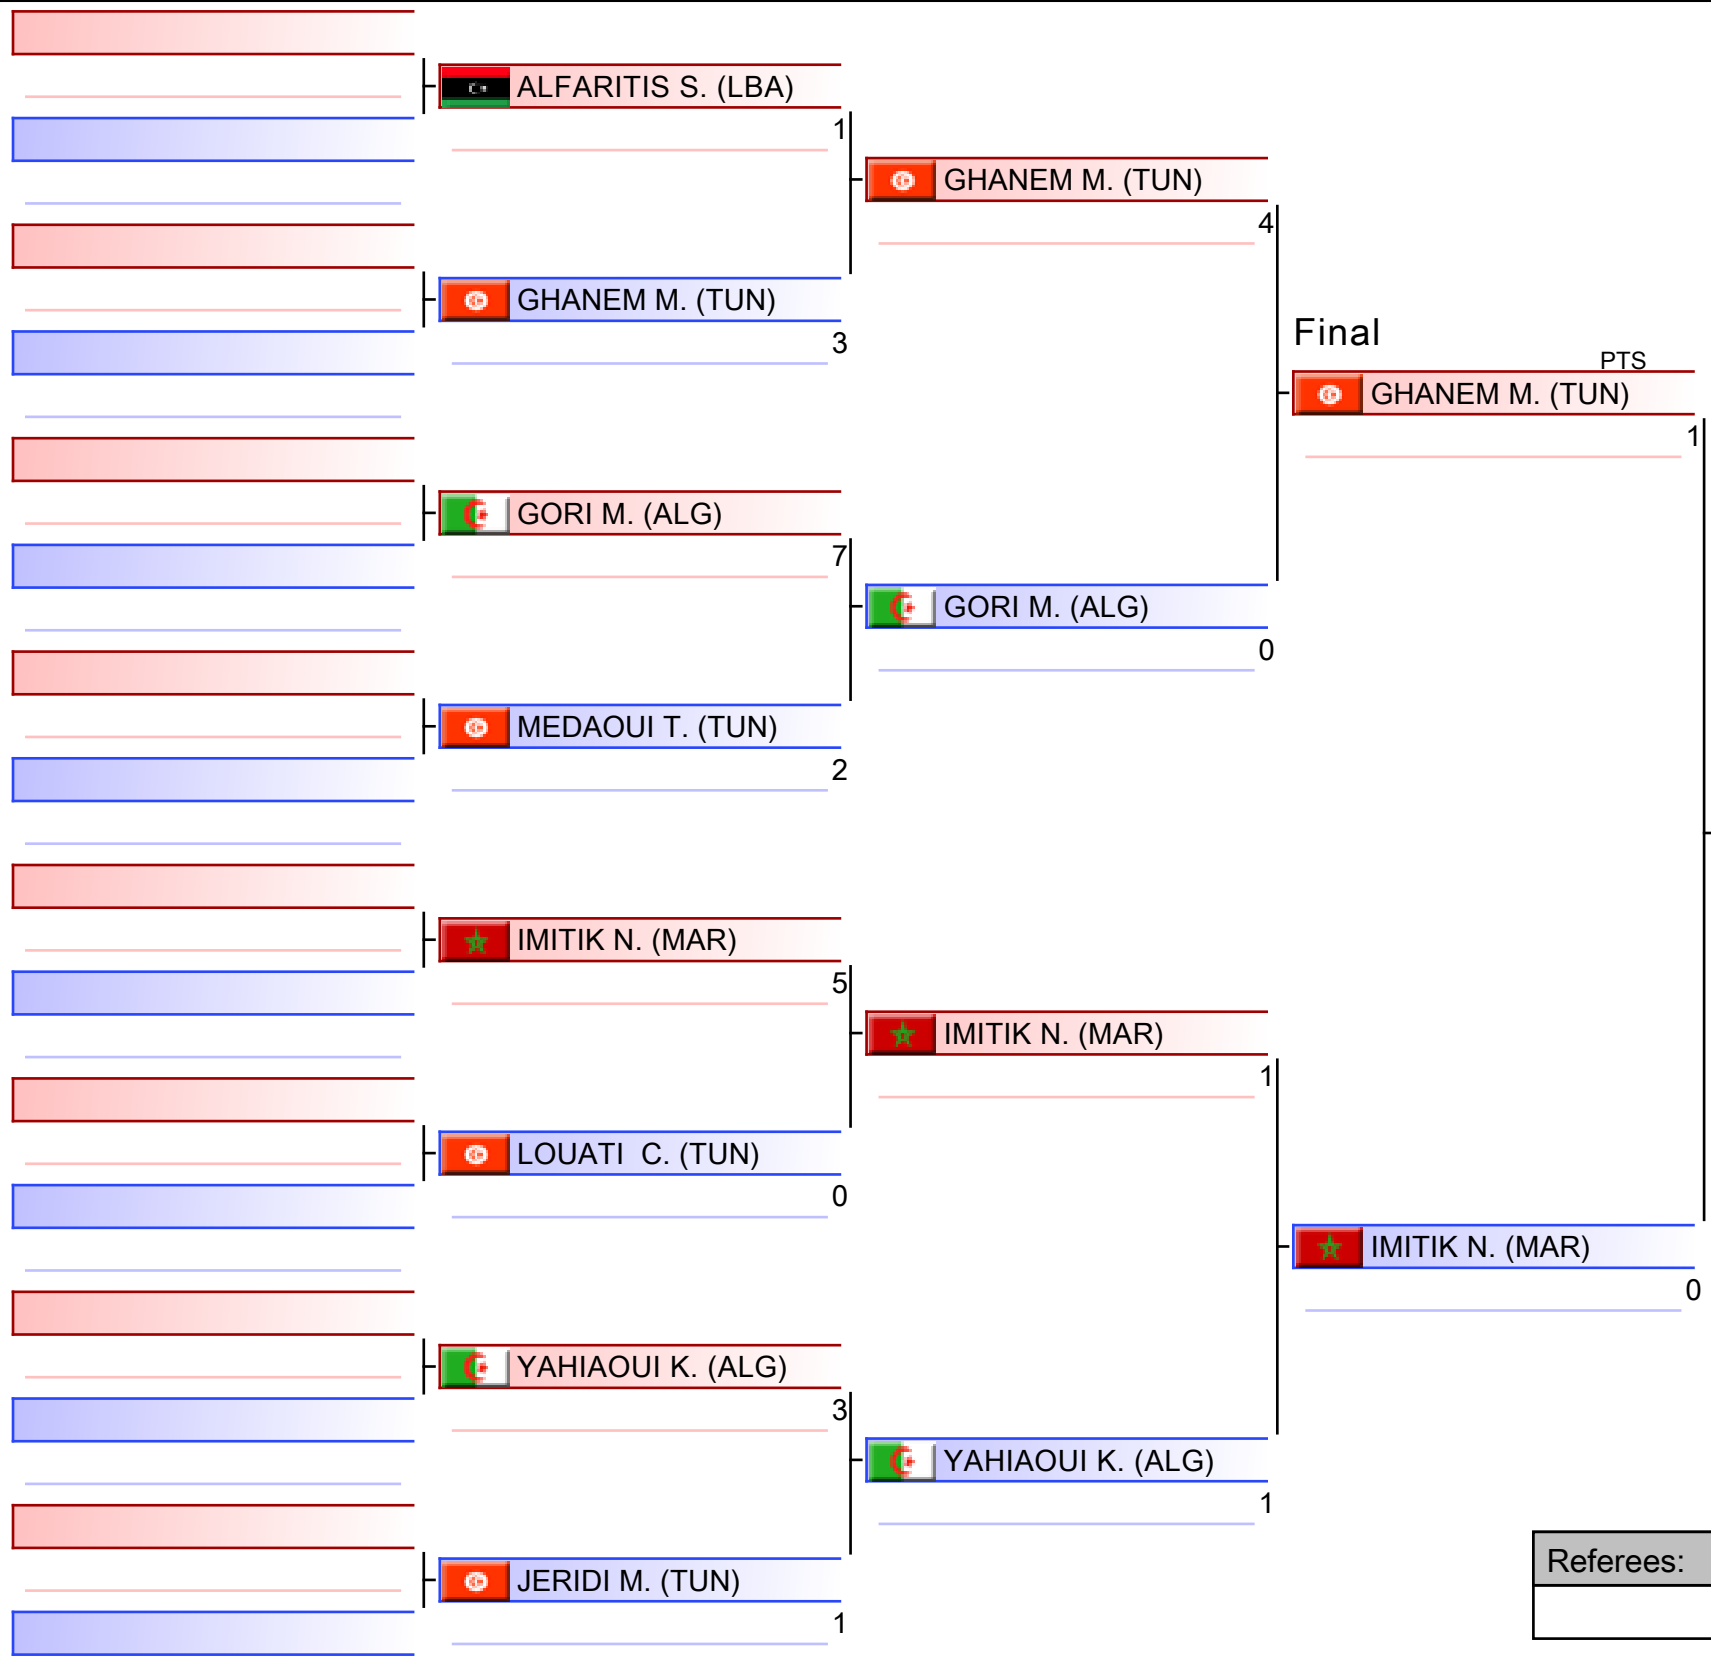 ALFARITIS S. (LBA)
1
GHANEM M. (TUN)
3
GORI M. (ALG)
7
MEDAOUI T. (TUN)
2
IMITIK N. (MAR)
5
LOUATI  C. (TUN)
0
YAHIAOUI K. (ALG)
3
JERIDI M. (TUN)
1
GHANEM M. (TUN)
4
GORI M. (ALG)
0
IMITIK N. (MAR)
1
YAHIAOUI K. (ALG)
1
Final
PTS
GHANEM M. (TUN)
1
IMITIK N. (MAR)
0
Referees: